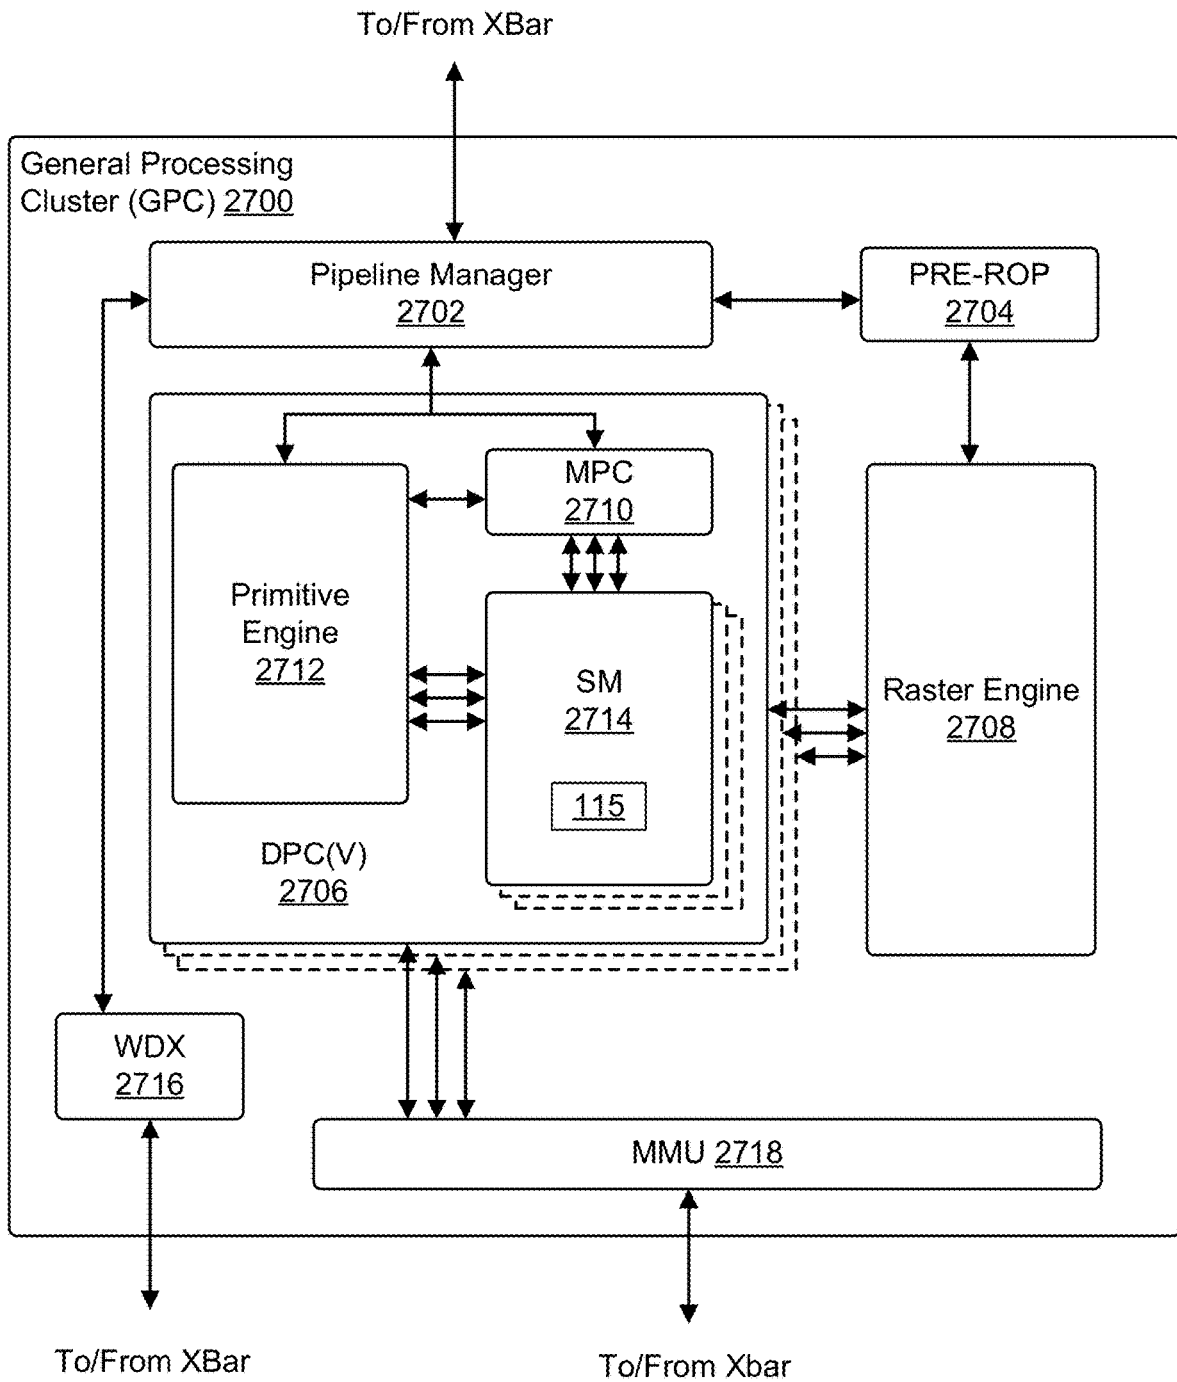 To/From XBar
General Processing
Cluster (GPC) 2700
Pipeline Manager
2702
PRE-ROP
2704
MPC
2710
Primitive
Engine
2712
SM
2714
115
Raster Engine
2708
DPC(V)
2706
WDX
2716
MMU 2718
To/From XBar
To/From Xbar